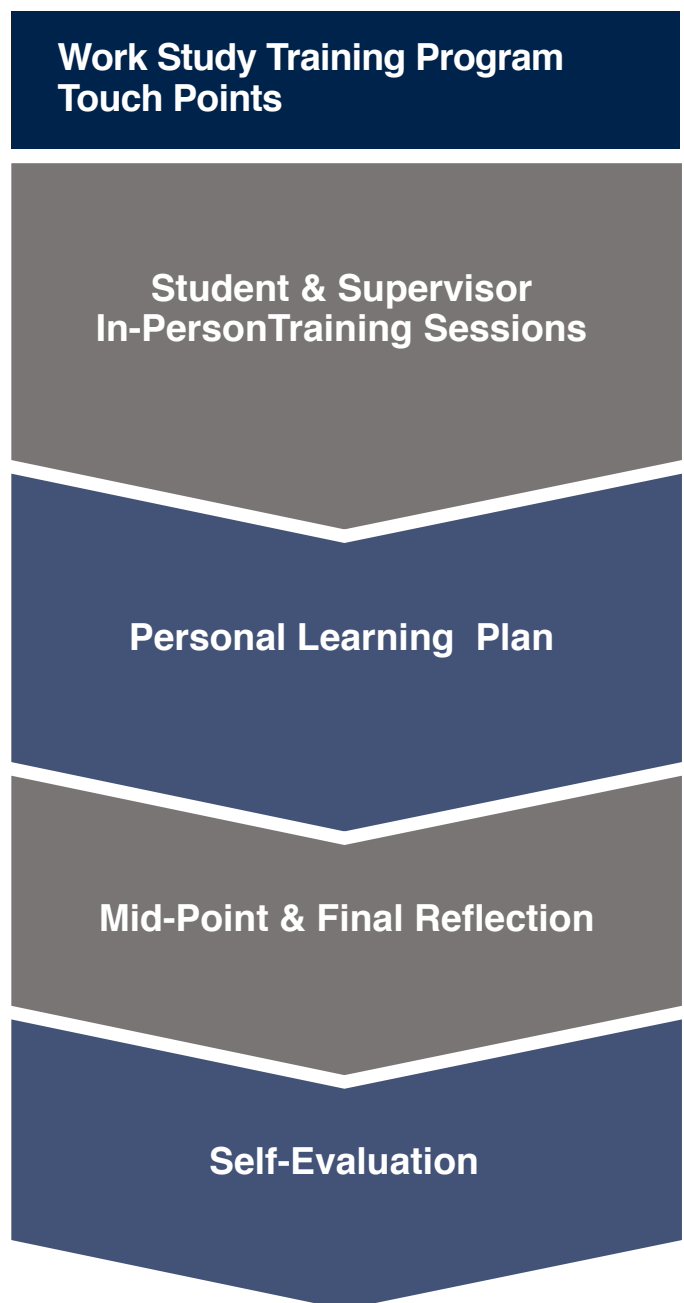 Work Study Training Program
Touch Points
Student & Supervisor
In-PersonTraining Sessions
Personal Learning  Plan
Mid-Point & Final Reflection
Self-Evaluation